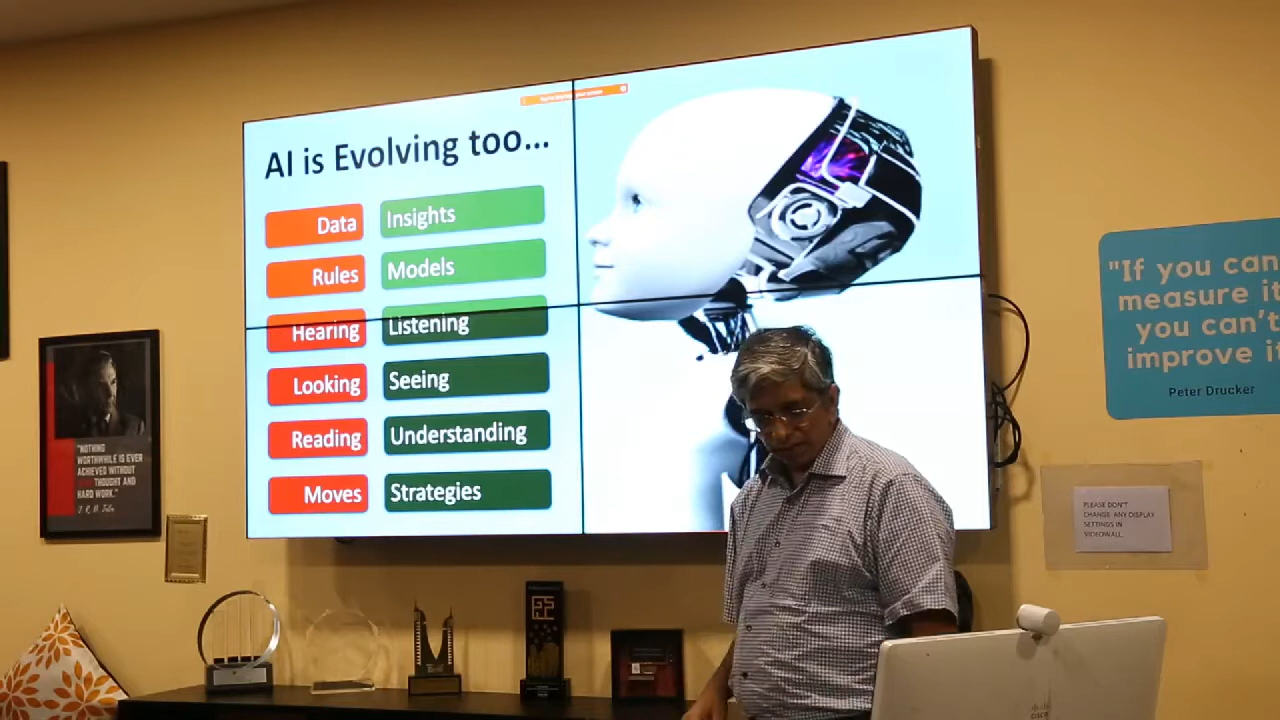 AI is Evolving too...
Data Insights
Rules Models
Hearing Listening
Looking Seeing
Reading Understanding
Moves Strategies
"If you can
measure it
you can't
improve it
Peter Drucker
PLEASE DON'T
CHANGE ANY DISPLAY
SETTINGS IN
VIDEOWALL.
"NOTHING
WORTHWHILE IS EVER
ACHIEVED WITHOUT
THOUGHT AND
HARD WORK."
J. R. D. Tata
CISCO